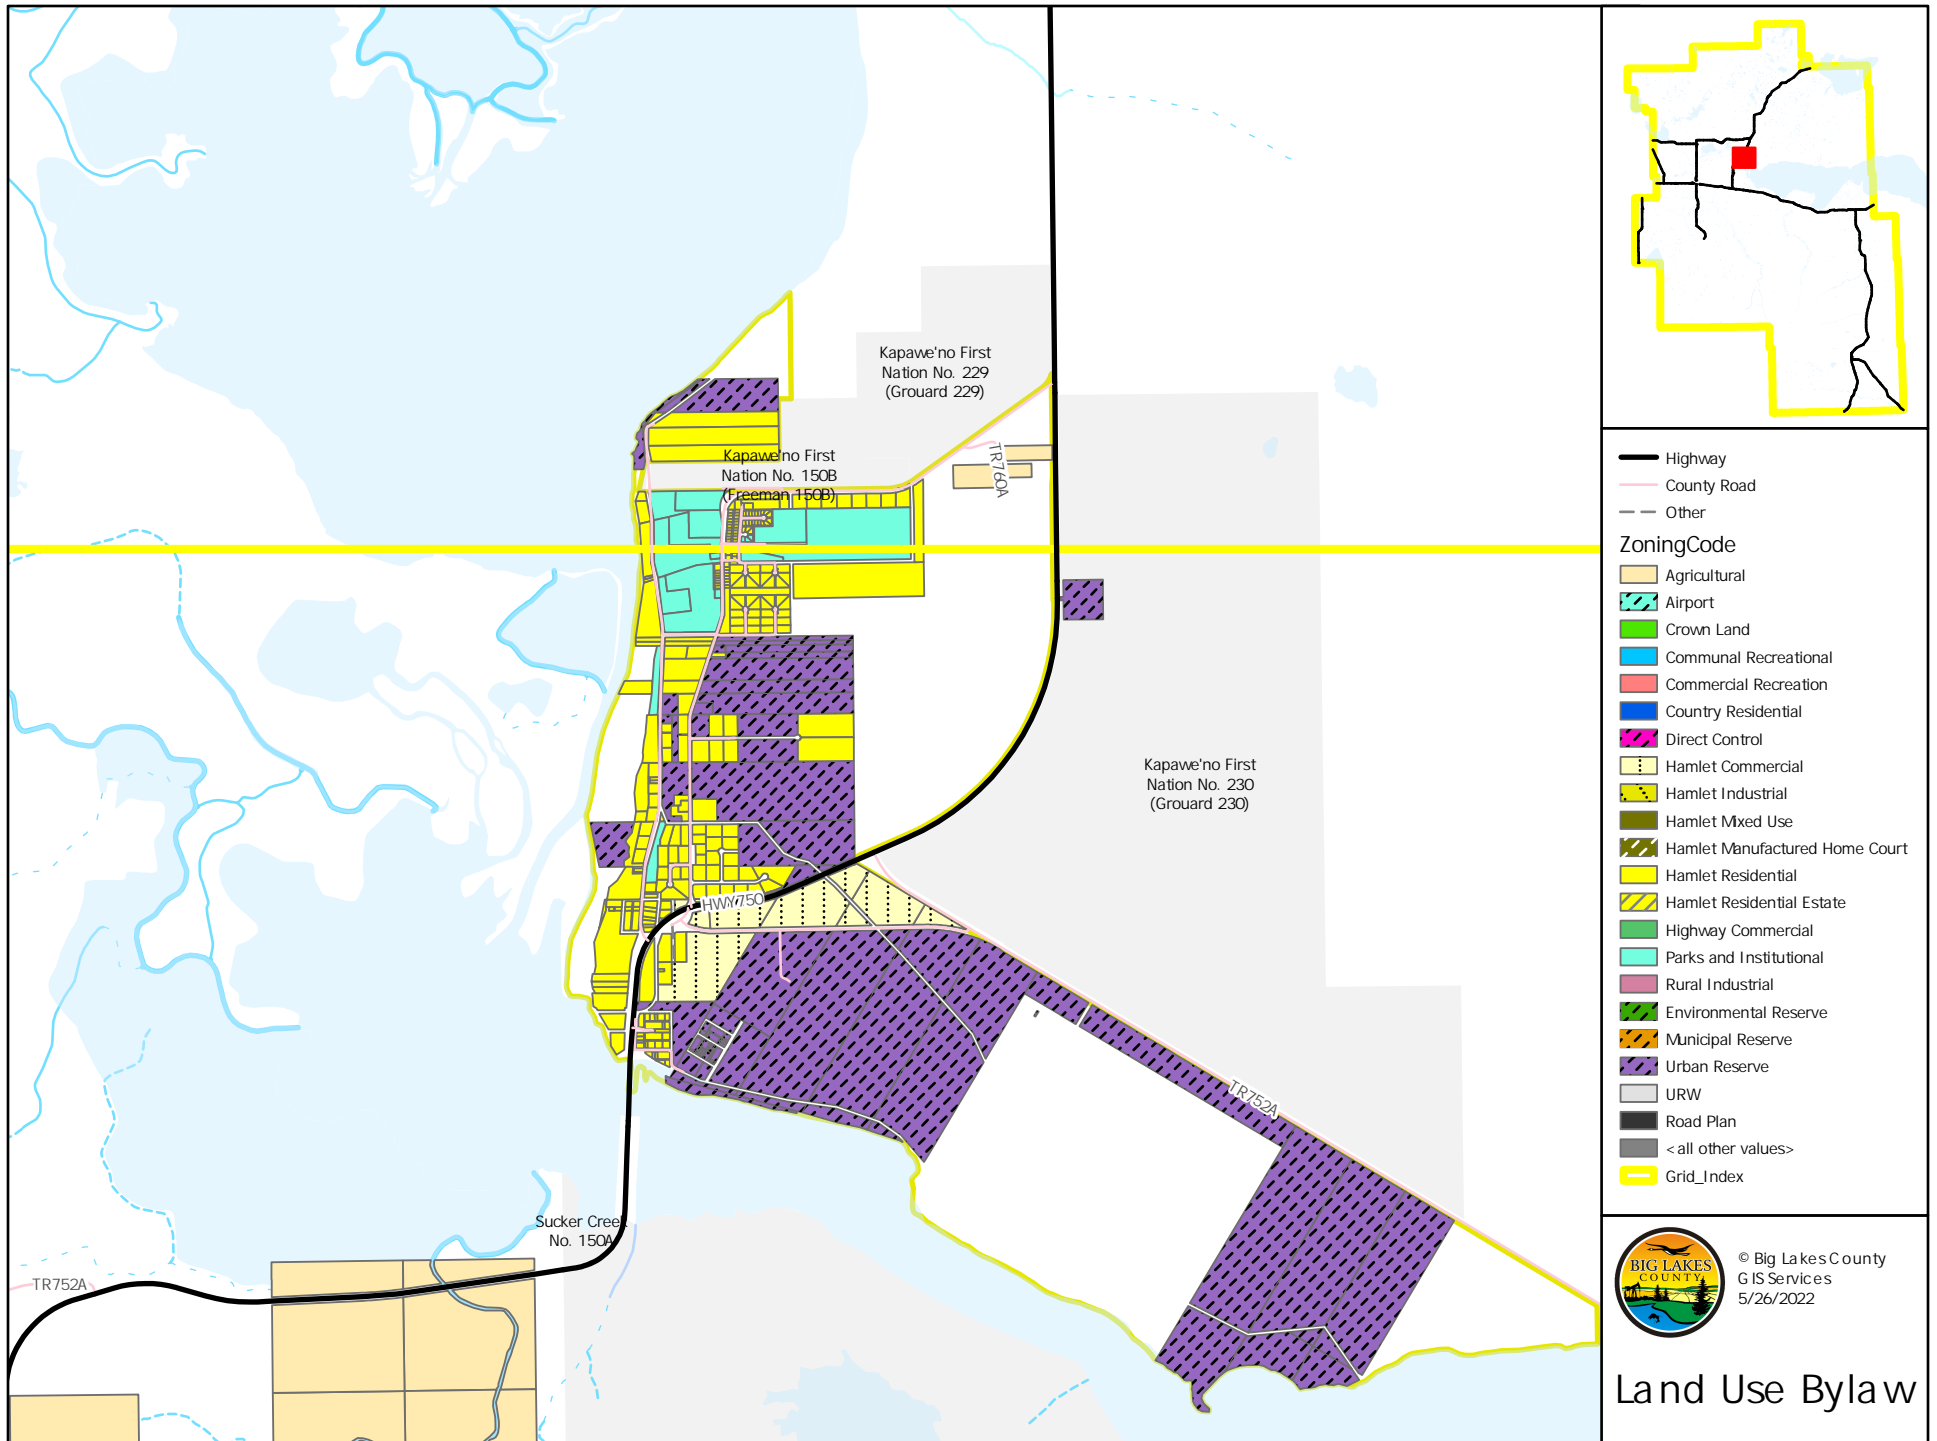 Kapawe'no First
Nation No. 229
(Grouard 229)
Kapawe'no First
Nation No. 150B
(Freeman 150B)
TR760A
Kapawe'no First
Nation No. 230
(Grouard 230)
HWY750
TR752A
Sucker Creek
No. 150A
TR752A
Highway
County Road
Other
ZoningCode
Agricultural
Airport
Crown Land
Communal Recreational
Commercial Recreation
Country Residential
Direct Control
Hamlet Commercial
Hamlet Industrial
Hamlet Mixed Use
Hamlet Manufactured Home Court
Hamlet Residential
Hamlet Residential Estate
Highway Commercial
Parks and Institutional
Rural Industrial
Environmental Reserve
Municipal Reserve
Urban Reserve
URW
Road Plan
<all other values>
Grid_Index
BIG LAKES
COUNTY
© Big Lakes County
GIS Services
5/26/2022
Land Use Bylaw